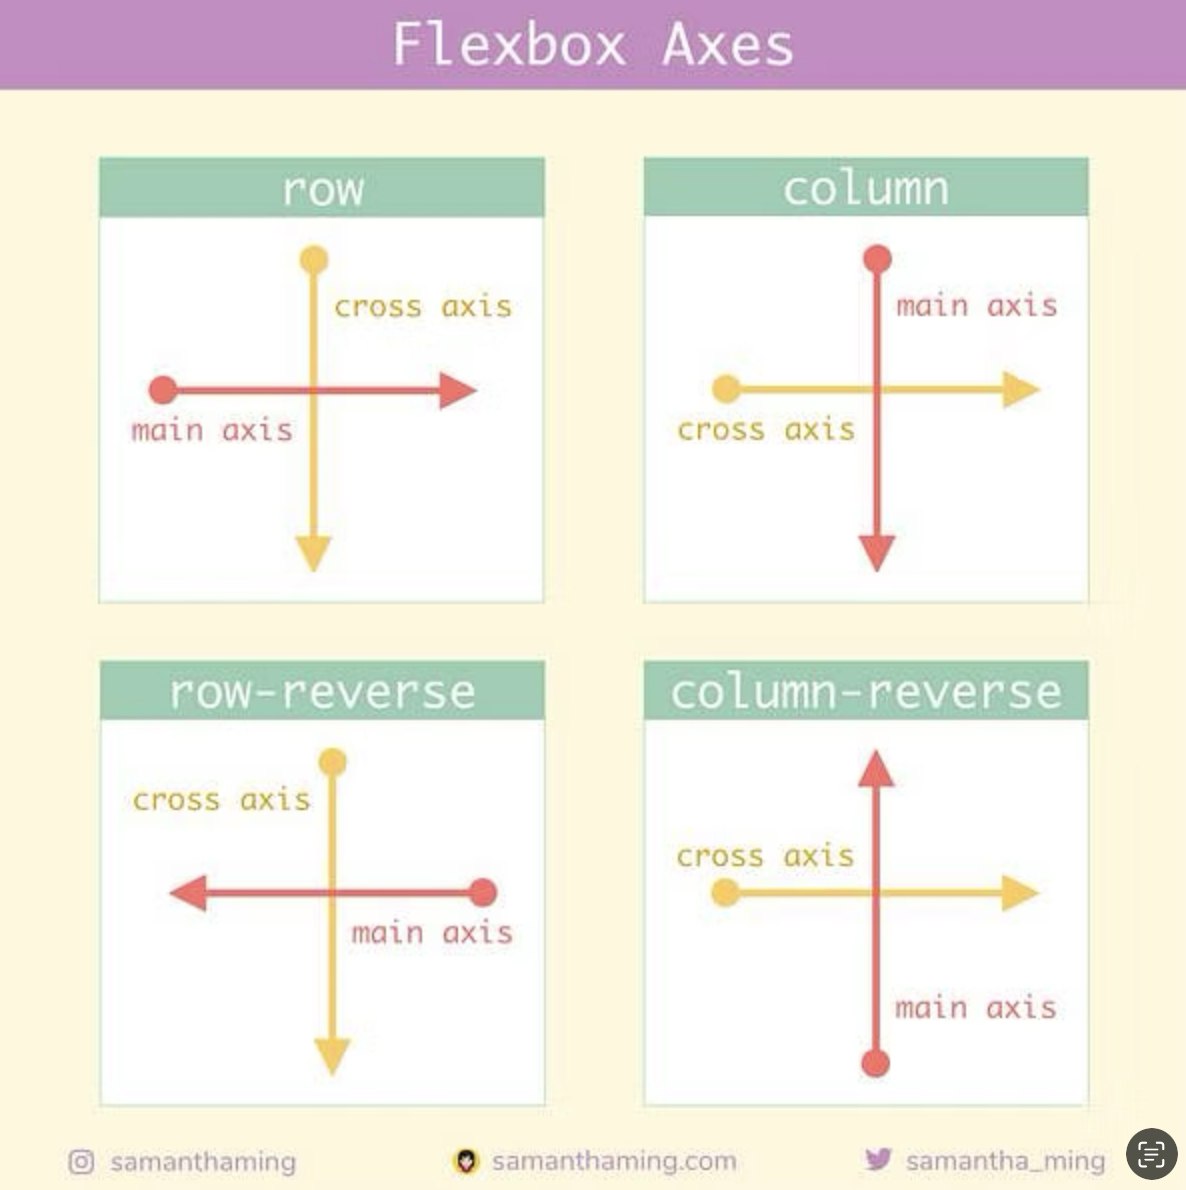 Flexbox Axes
row
cross axis
main axis
column
main axis
cross axis
row-reverse
cross axis
main axis
column-reverse
cross axis
main axis
samanthaming
samanthaming.com
samantha_ming